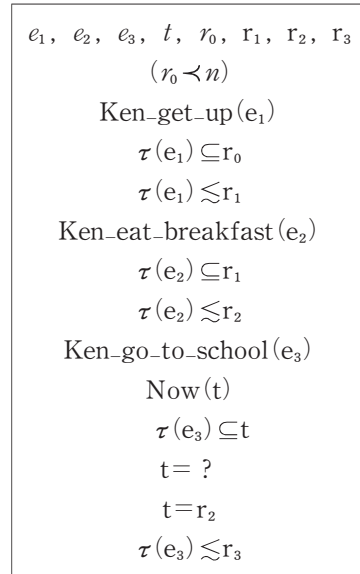 e₁, e₂, e₃, t, r₀, r₁, r₂, r₃
(r₀≺n)
Ken_get_up(e₁)
τ(e₁)⊆r₀
τ(e₁)≲r₁
Ken_eat_breakfast(e₂)
τ(e₂)⊆r₁
τ(e₂)≲r₂
Ken_go_to_school(e₃)
Now(t)
τ(e₃)⊆t
t= ?
t=r₂
τ(e₃)≲r₃